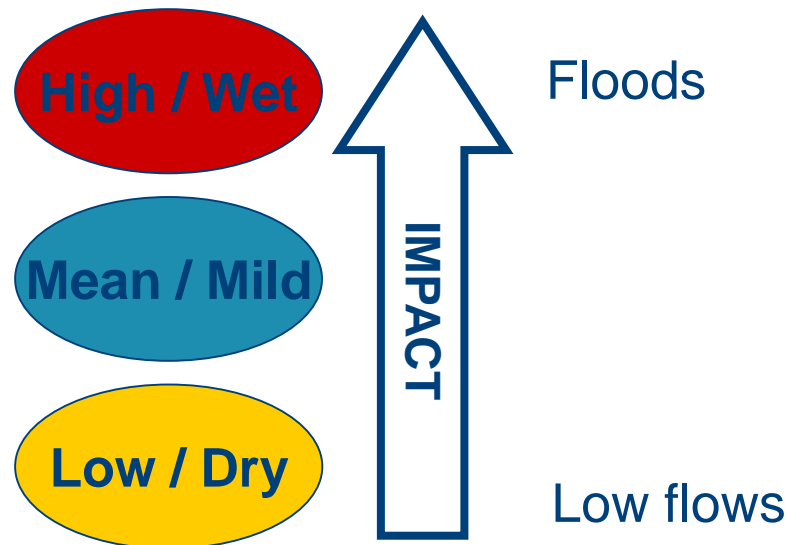 High / Wet
Floods
Mean / Mild
IMPACT
Low / Dry
Low flows